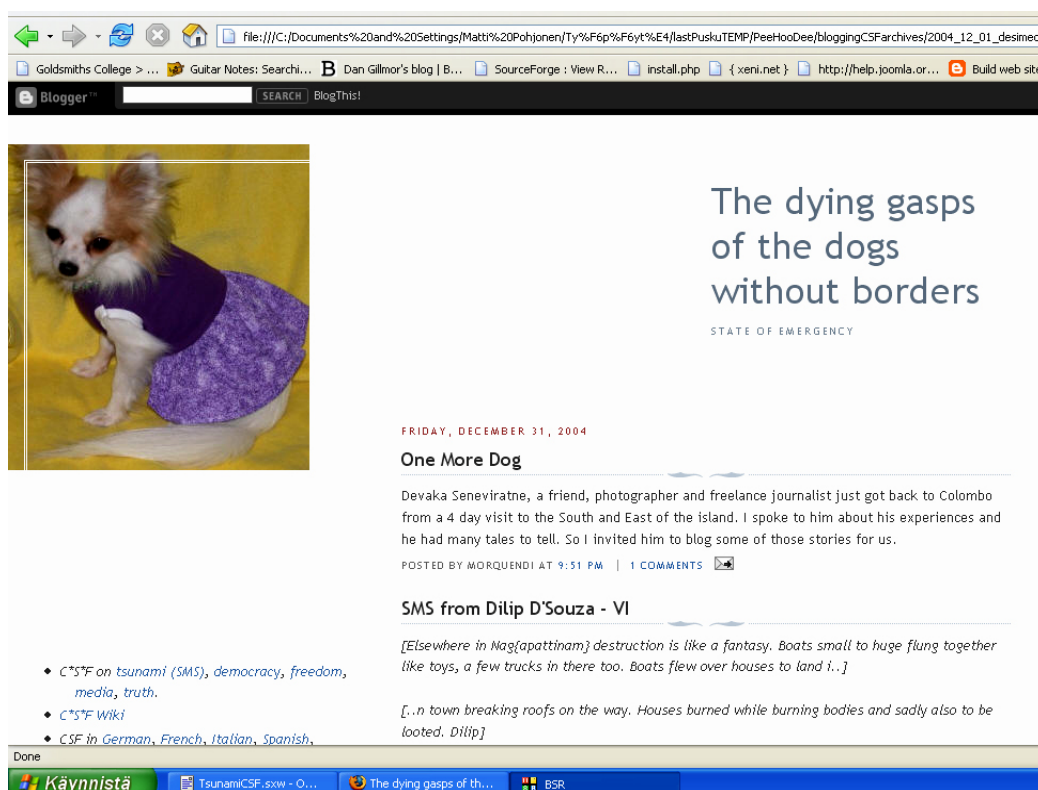 file:///C:/Documents%20and%20Settings/Matti%20Pohjonen/Ty%F6p%F6yt%E4/lastPuskuTEMP/PeeHooDee/bloggingCSFarchives/2004_12_01_desimed
Goldsmiths College > ... Guitar Notes: Searchi... Dan Gillmor's blog | B... SourceForge : View R... install.php { xeni.net } http://help.joomla.or... Build web site
Blogger™ SEARCH BlogThis!
The dying gasps
of the dogs
without borders
STATE OF EMERGENCY
FRIDAY, DECEMBER 31, 2004
One More Dog
Devaka Seneviratne, a friend, photographer and freelance journalist just got back to Colombo
from a 4 day visit to the South and East of the island. I spoke to him about his experiences and
he had many tales to tell. So I invited him to blog some of those stories for us.
POSTED BY MORQUENDI AT 9:51 PM | 1 COMMENTS
SMS from Dilip D'Souza - VI
[Elsewhere in Nag{apattinam} destruction is like a fantasy. Boats small to huge flung together
like toys, a few trucks in there too. Boats flew over houses to land i..]
[..n town breaking roofs on the way. Houses burned while burning bodies and sadly also to be
looted. Dilip]
C*S*F on tsunami (SMS), democracy, freedom,
media, truth.
C*S*F Wiki
CSF in German, French, Italian, Spanish,
Done
Käynnistä TsunamiCSF.sxw - O... The dying gasps of th... BSR